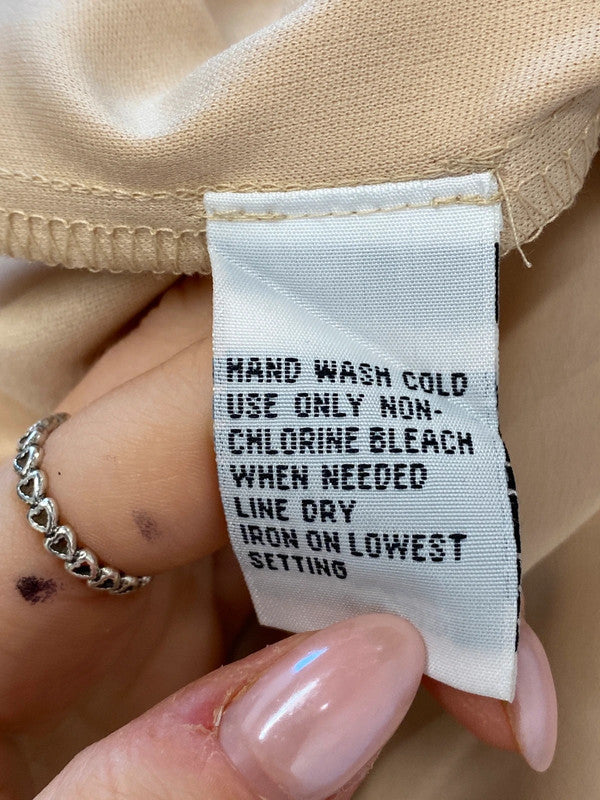 HAND WASH COLD
USE ONLY NON-
CHLORINE BLEACH
WHEN NEEDED
LINE DRY
IRON ON LOWEST
SETTING